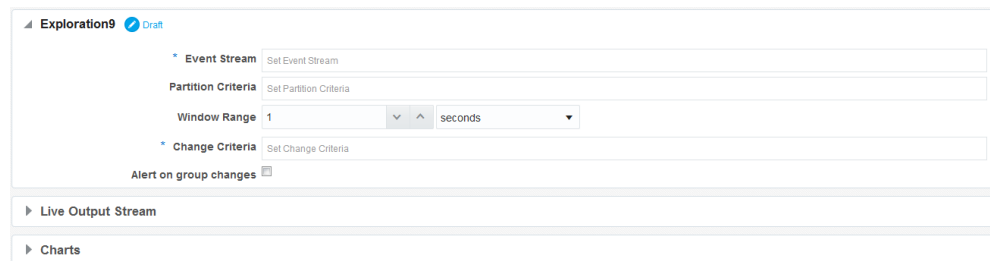 Exploration9 Draft
* Event Stream Set Event Stream
Partition Criteria Set Partition Criteria
Window Range 1 seconds
* Change Criteria Set Change Criteria
Alert on group changes
Live Output Stream
Charts